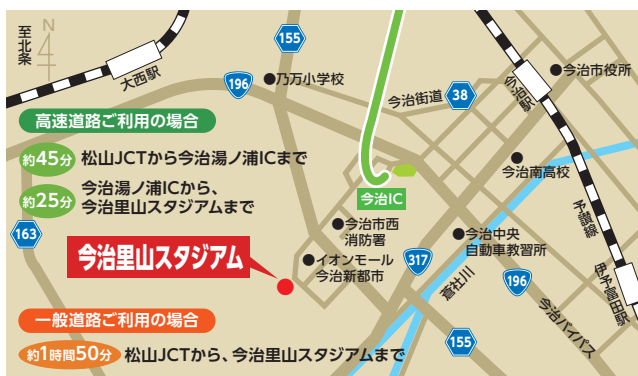 至北条
N
大西駅
155
196
乃万小学校
今治街道
38
今治駅
今治市役所
高速道路ご利用の場合
約45分 松山JCTから今治湯ノ浦ICまで
約25分 今治湯ノ浦ICから、
今治里山スタジアムまで
今治IC
今治南高校
予讃線
163
今治市西
消防署
今治中央
自動車教習所
今治里山スタジアム
イオンモール
今治新都市
317
蒼社川
196
伊予富田駅
今治バイパス
155
一般道路ご利用の場合
約1時間50分 松山JCTから、今治里山スタジアムまで